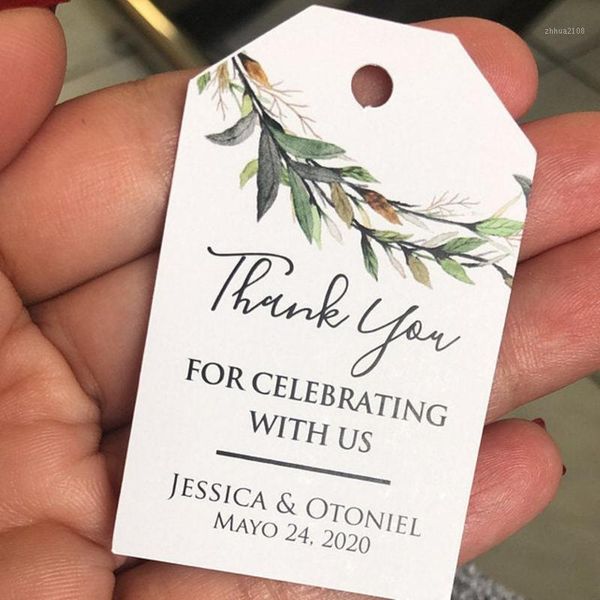 zhhua2108
Thank You
FOR CELEBRATING
WITH US
JESSICA & OTONIEL
MAYO 24, 2020